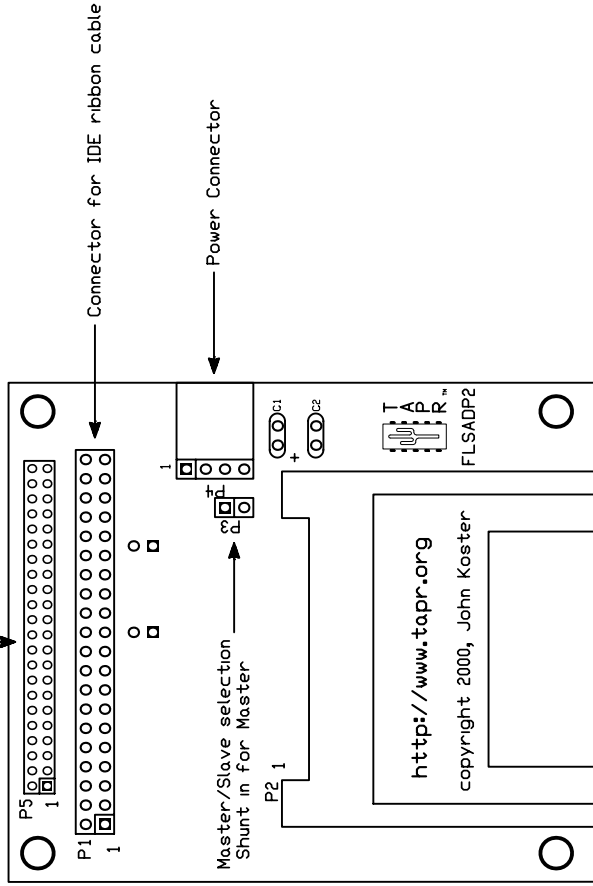 Connector for IDE ribbon cable
Power Connector
P5
1
P1
1
1
P4
P3
Master/Slave selection
Shunt in for Master
C1
+
C2
TAPR™
FLSADP2
P2
1
http://www.tapr.org
copyright 2000, John Koster